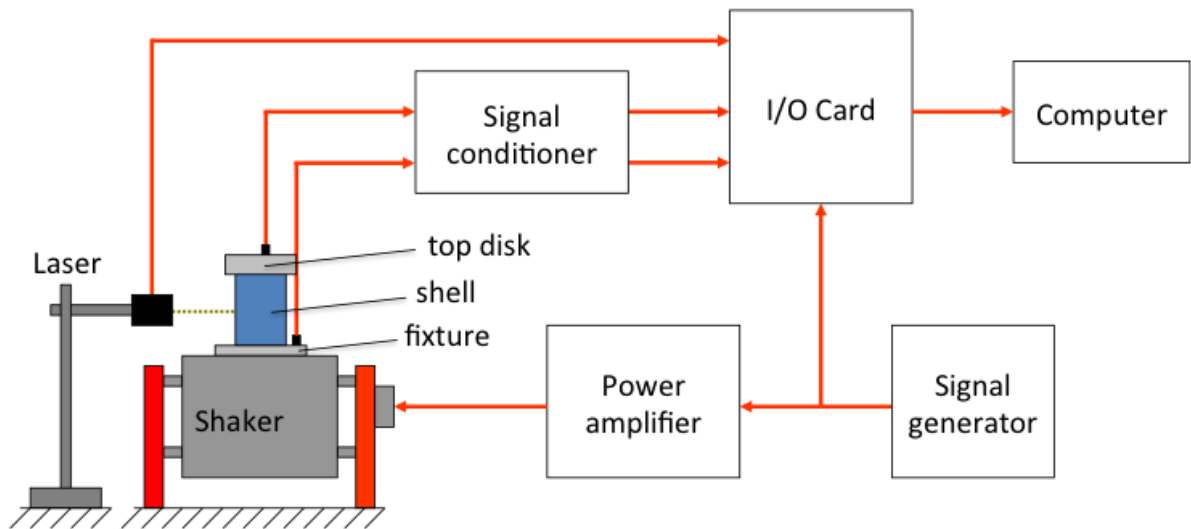 Signal
conditioner
I/O Card
Computer
Laser
top disk
shell
fixture
Shaker
Power
amplifier
Signal
generator